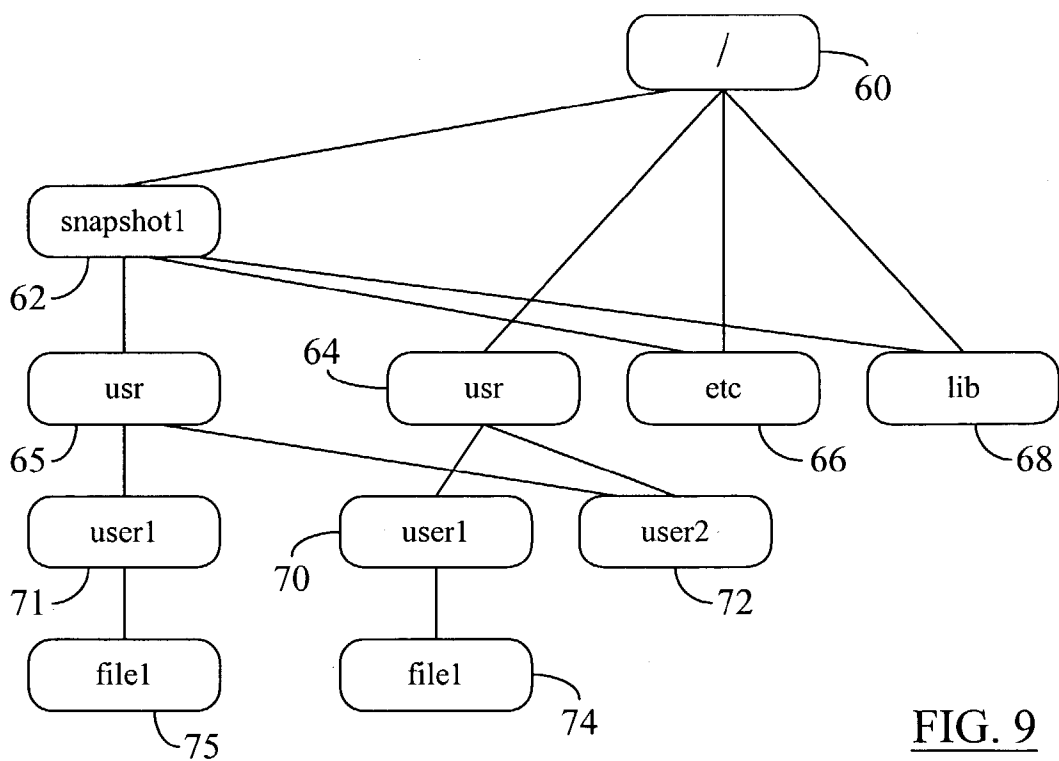 /
60
snapshot1
62
64
usr
usr
etc
lib
65
66
68
user1
user1
user2
71
70
72
file1
file1
75
74
FIG. 9